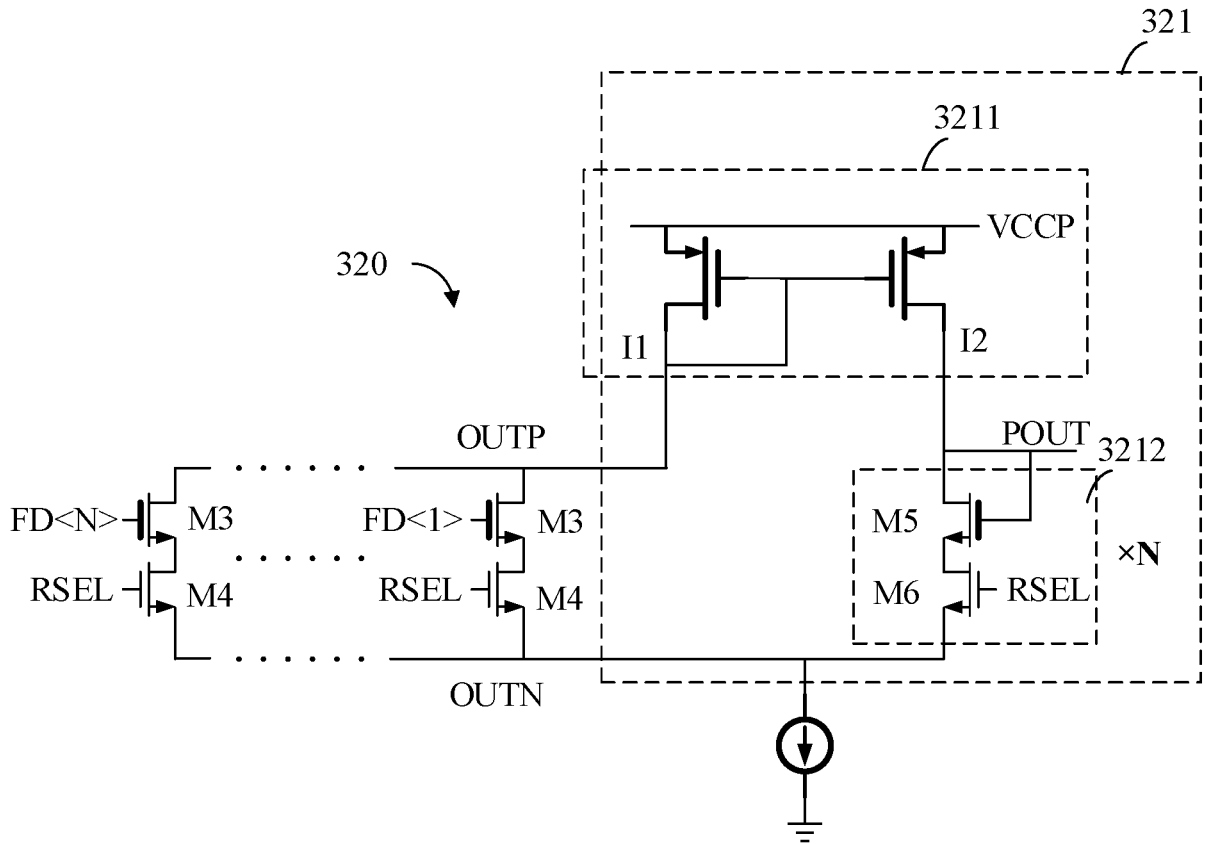 321
3211
VCCP
320
I1
I2
OUTP
POUT
3212
FD<N>
M3
FD<1>
M3
M5
×N
RSEL
M4
RSEL
M4
M6
RSEL
OUTN